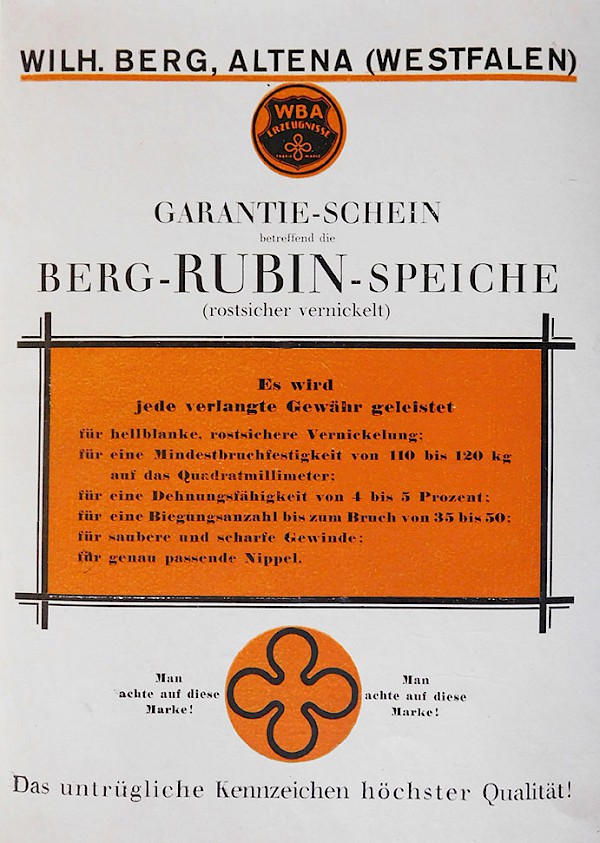 WILH. BERG, ALTENA (WESTFALEN)
WBA
ERZEUGNISSE
GARANTIE-SCHEIN
betreffend die
BERG-RUBIN-SPEICHE
(rostsicher vernickelt)
Es wird
jede verlangte Gewähr geleistet
für hellblanke, rostsichere Vernickelung;
für eine Mindestbruchfestigkeit von 110 bis 120 kg
auf das Quadratmillimeter;
für eine Dehnungsfähigkeit von 4 bis 5 Prozent;
für eine Biegungsanzahl bis zum Bruch von 35 bis 50;
für saubere und scharfe Gewinde;
für genau passende Nippel.
Man
achte auf diese
Marke!
Man
achte auf diese
Marke!
Das untrügliche Kennzeichen höchster Qualität!